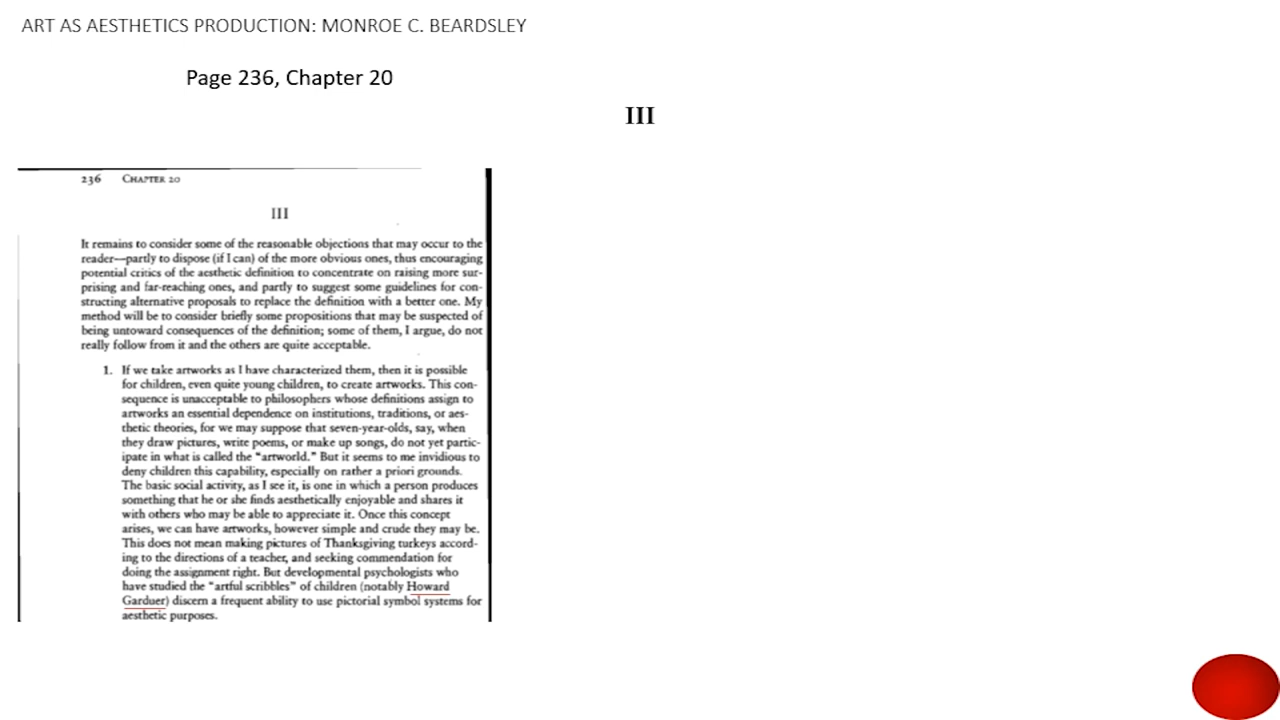 ART AS AESTHETICS PRODUCTION: MONROE C. BEARDSLEY
Page 236, Chapter 20
III
236 CHAPTER 20
III
It remains to consider some of the reasonable objections that may occur to the
reader—partly to dispose (if I can) of the more obvious ones, thus encouraging
potential critics of the aesthetic definition to concentrate on raising more sur-
prising and far-reaching ones, and partly to suggest some guidelines for con-
structing alternative proposals to replace the definition with a better one. My
method will be to consider briefly some propositions that may be suspected of
being untoward consequences of the definition; some of them, I argue, do not
really follow from it and the others are quite acceptable.
1. If we take artworks as I have characterized them, then it is possible
for children, even quite young children, to create artworks. This con-
sequence is unacceptable to philosophers whose definitions assign to
artworks an essential dependence on institutions, traditions, or aes-
thetic theories, for we may suppose that seven-year-olds, say, when
they draw pictures, write poems, or make up songs, do not yet partic-
ipate in what is called the "artworld." But it seems to me invidious to
deny children this capability, especially on rather a priori grounds.
The basic social activity, as I see it, is one in which a person produces
something that he or she finds aesthetically enjoyable and shares it
with others who may be able to appreciate it. Once this concept
arises, we can have artworks, however simple and crude they may be.
This does not mean making pictures of Thanksgiving turkeys accord-
ing to the directions of a teacher, and seeking commendation for
doing the assignment right. But developmental psychologists who
have studied the "artful scribbles" of children (notably Howard
Garduer) discern a frequent ability to use pictorial symbol systems for
aesthetic purposes.